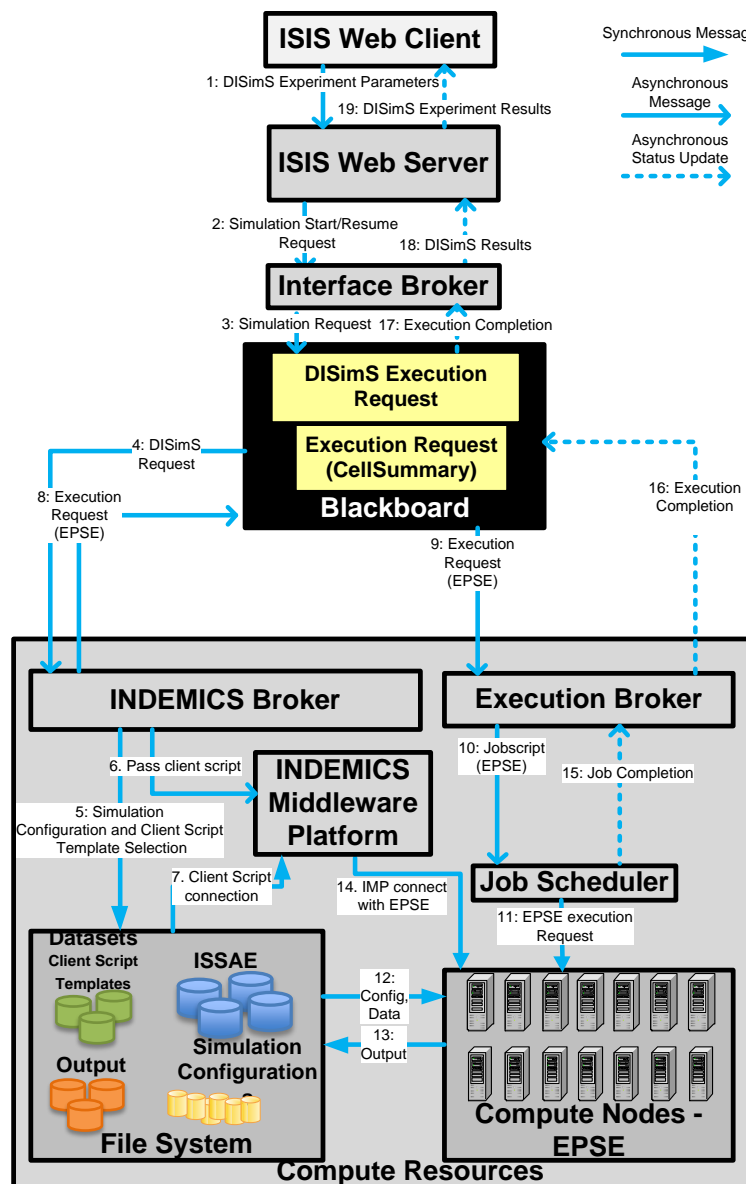 ISIS Web Client
Synchronous Messag
1: DISimS Experiment Parameters
19: DISimS Experiment Results
Asynchronous
Message
ISIS Web Server
Asynchronous
Status Update
2: Simulation Start/Resume
Request
18: DISimS Results
Interface Broker
3: Simulation Request
17: Execution Completion
DISimS Execution
Request
Execution Request
(CellSummary)
Blackboard
4: DISimS
Request
8: Execution
Request
(EPSE)
16: Execution
Completion
9: Execution
Request
(EPSE)
INDEMICS Broker
Execution Broker
6. Pass client script
10: Jobscript
(EPSE)
15: Job Completion
INDEMICS
Middleware
Platform
5: Simulation
Configuration and Client Script
Template Selection
7. Client Script
connection
14. IMP connect
with EPSE
Job Scheduler
11: EPSE execution
Request
Datasets
Client Script
Templates
ISSAE
12:
Config,
Data
13:
Output
Output
Simulation
Configuration
s
File System
Compute Nodes -
EPSE
Compute Resources